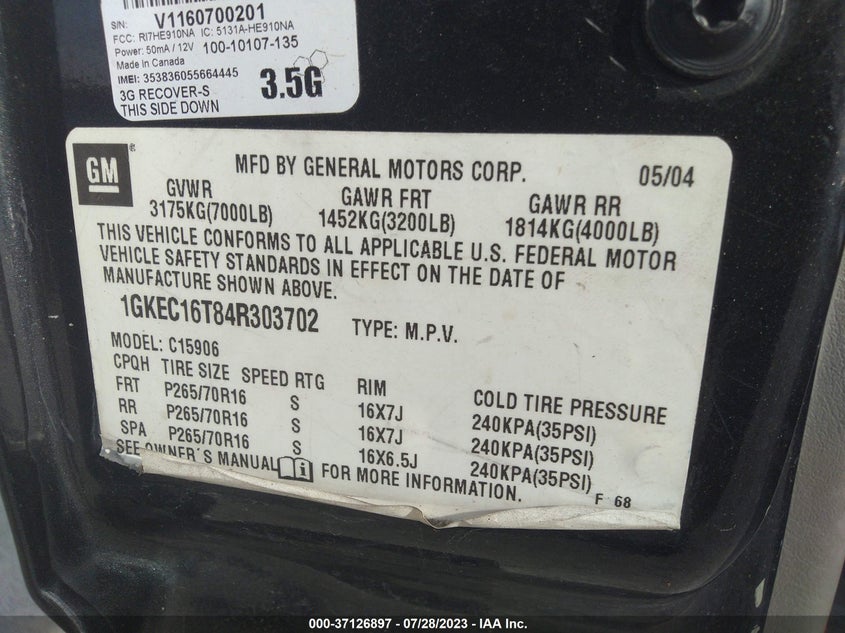 S/N: V1160700201
FCC: RI7HE910NA IC: 5131A-HE910NA
Power: 50mA / 12V 100-10107-135
Made in Canada
IMEI: 353836055664445
3G RECOVER-S 3.5G
THIS SIDE DOWN
GM ® MFD BY GENERAL MOTORS CORP. 05/04
GVWR GAWR FRT GAWR RR
3175KG(7000LB) 1452KG(3200LB) 1814KG(4000LB)
THIS VEHICLE CONFORMS TO ALL APPLICABLE U.S. FEDERAL MOTOR
VEHICLE SAFETY STANDARDS IN EFFECT ON THE DATE OF
MANUFACTURE SHOWN ABOVE.
1GKEC16T84R303702 TYPE: M.P.V.
MODEL: C15906
CPQH TIRE SIZE SPEED RTG RIM COLD TIRE PRESSURE
FRT P265/70R16 S 16X7J 240KPA(35PSI)
RR P265/70R16 S 16X7J 240KPA(35PSI)
SPA P265/70R16 S 16X6.5J 240KPA(35PSI)
SEE OWNER'S MANUAL i FOR MORE INFORMATION. F 68
000-37126897 / 07/28/2023 / IAA Inc.